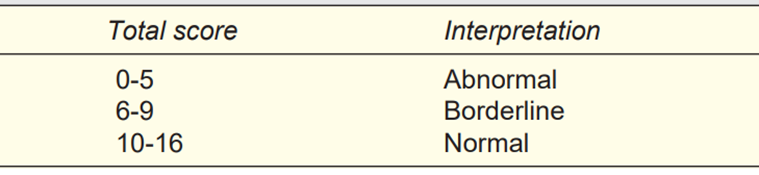 Total score Interpretation
0-5 Abnormal
6-9 Borderline
10-16 Normal